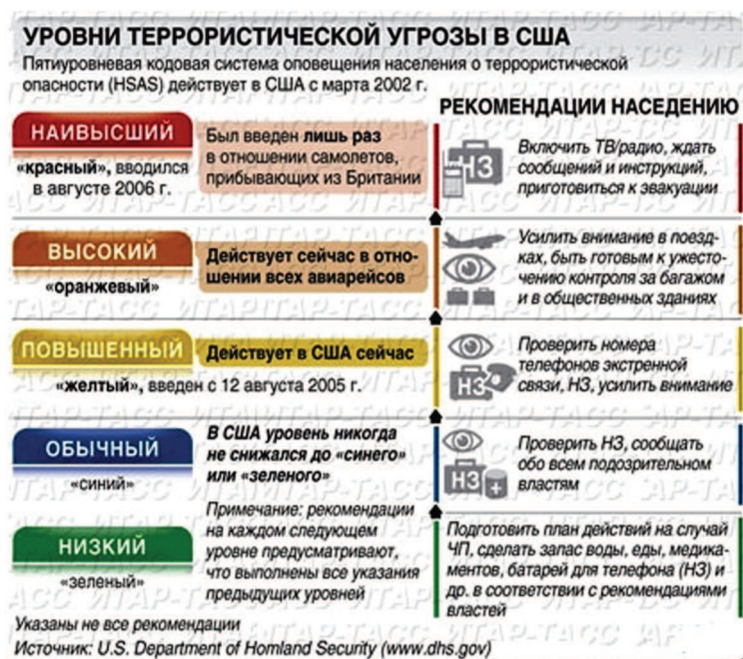 УРОВНИ ТЕРРОРИСТИЧЕСКОЙ УГРОЗЫ В США
Пятиуровневая кодовая система оповещения населения о террористической
опасности (HSAS) действует в США с марта 2002 г.
РЕКОМЕНДАЦИИ НАСЕДЕНИЮ
НАИВЫСШИЙ
«красный», вводился
в августе 2006 г.
Был введен лишь раз
в отношении самолетов,
прибывающих из Британии
НЗ
Включить ТВ/радио, ждать
сообщений и инструкций,
приготовиться к эвакуации
ВЫСОКИЙ
«оранжевый»
Действует сейчас в отно-
шении всех авиарейсов
Усилить внимание в поезд-
ках, быть готовым к ужесто-
чению контроля за багажом
и в общественных зданиях
ПОВЫШЕННЫЙ
Действует в США сейчас
«желтый», введен с 12 августа 2005 г.
НЗ
Проверить номера
телефонов экстренной
связи, НЗ, усилить внимание
ОБЫЧНЫЙ
«синий»
В США уровень никогда
не снижался до «синего»
или «зеленого»
НЗ
Проверить НЗ, сообщать
обо всем подозрительном
властям
НИЗКИЙ
«зеленый»
Примечание: рекомендации
на каждом следующем
уровне предусматривают,
что выполнены все указания
предыдущих уровней
Подготовить план действий на случай
ЧП, сделать запас воды, еды, медика-
ментов, батарей для телефона (НЗ) и
др. в соответствии с рекомендациями
властей
Указаны не все рекомендации
Источник: U.S. Department of Homland Security (www.dhs.gov)
ИТАР-ТАСС